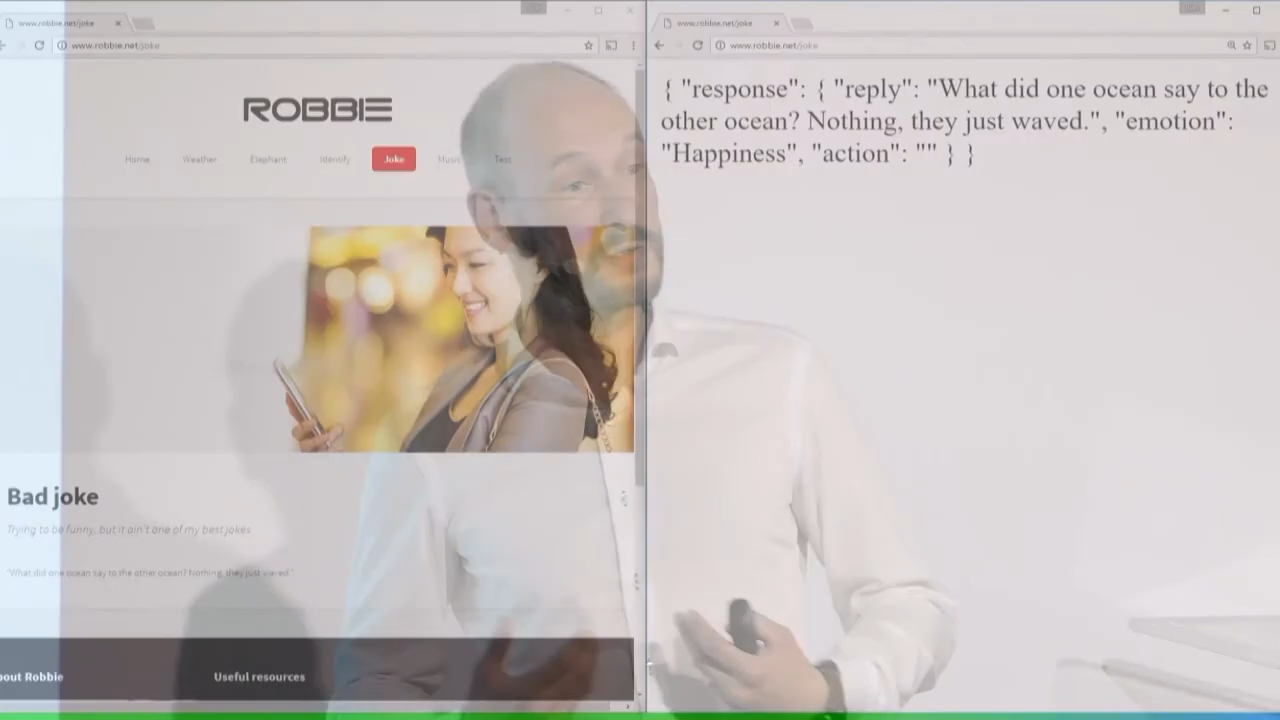 www.robbie.net/joke
www.robbie.net/joke
ROBBIE
Home Weather Elephant Identify Joke Music Test
Bad joke
Trying to be funny, but it ain't one of my best jokes
"What did one ocean say to the other ocean? Nothing, they just waved."
bout Robbie
Useful resources
www.robbie.net/joke
www.robbie.net/joke
{ "response": { "reply": "What did one ocean say to the
other ocean? Nothing, they just waved.", "emotion":
"Happiness", "action": "" } }